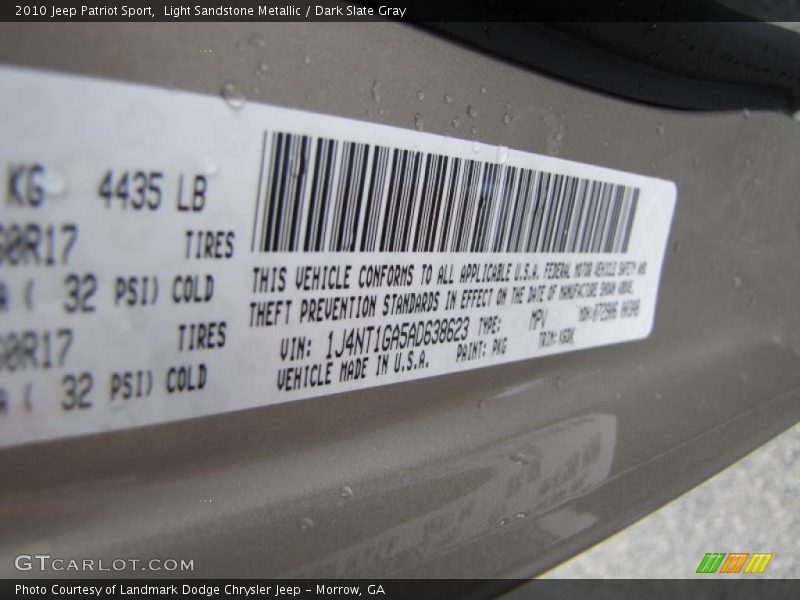 2010 Jeep Patriot Sport, Light Sandstone Metallic / Dark Slate Gray
KG 4435 LB
60R17 TIRES
( 32 PSI) COLD
60R17 TIRES
( 32 PSI) COLD
THIS VEHICLE CONFORMS TO ALL APPLICABLE U.S.A. FEDERAL MOTOR VEHICLE SAFETY AND
THEFT PREVENTION STANDARDS IN EFFECT ON THE DATE OF MANUFACTURE SHOWN ABOVE.
VIN: 1J4NT1GA5AD638623 TYPE: MPV
VEHICLE MADE IN U.S.A. PAINT: PKG TRIM:
GTCARLOT.COM
Photo Courtesy of Landmark Dodge Chrysler Jeep - Morrow, GA